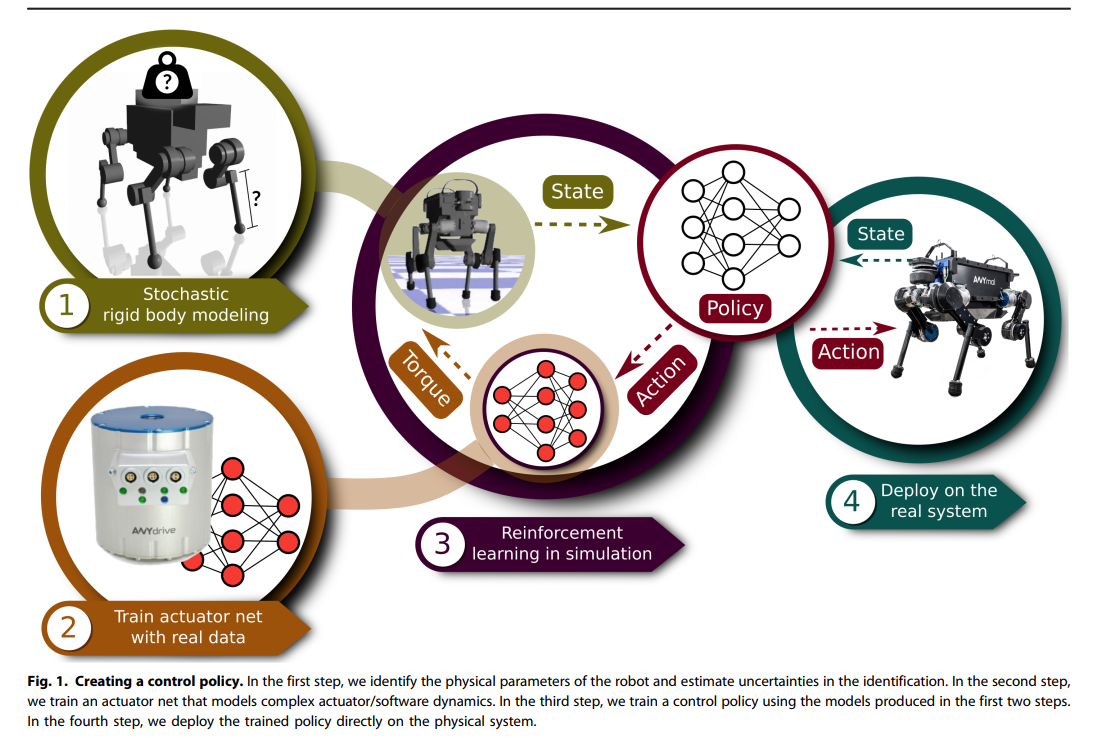 ?
?
1
Stochastic
rigid body modeling
ANYdrive
2
Train actuator net
with real data
State
Policy
Action
Torque
3
Reinforcement
learning in simulation
State
ANYmal
Action
4
Deploy on the
real system
Fig. 1. Creating a control policy. In the first step, we identify the physical parameters of the robot and estimate uncertainties in the identification. In the second step,
we train an actuator net that models complex actuator/software dynamics. In the third step, we train a control policy using the models produced in the first two steps.
In the fourth step, we deploy the trained policy directly on the physical system.